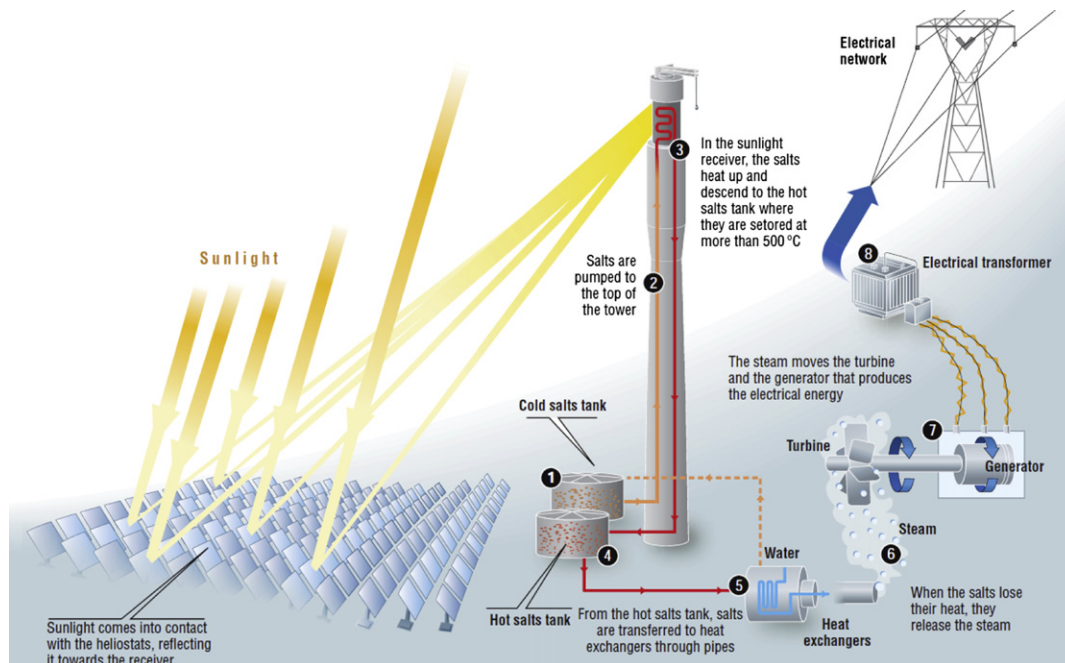 Electrical
network
3
In the sunlight
receiver, the salts
heat up and
descend to the hot
salts tank where
they are setored at
more than 500 ºC
Sunlight
Salts are
pumped to
the top of
the tower
2
8
Electrical transformer
The steam moves the turbine
and the generator that produces
the electrical energy
Cold salts tank
1
Turbine
7
Generator
4
Steam
6
Water
5
Hot salts tank
From the hot salts tank, salts
are transferred to heat
exchangers through pipes
Heat
exchangers
When the salts lose
their heat, they
release the steam
Sunlight comes into contact
with the heliostats, reflecting
it towards the receiver